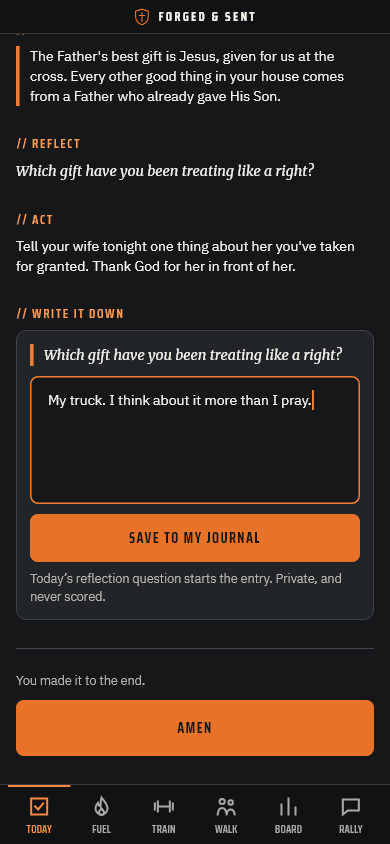 FORGED & SENT
The Father's best gift is Jesus, given for us at the
cross. Every other good thing in your house comes
from a Father who already gave His Son.
// REFLECT
Which gift have you been treating like a right?
// ACT
Tell your wife tonight one thing about her you've taken
for granted. Thank God for her in front of her.
// WRITE IT DOWN
Which gift have you been treating like a right?
My truck. I think about it more than I pray.
SAVE TO MY JOURNAL
Today’s reflection question starts the entry. Private, and
never scored.
You made it to the end.
AMEN
TODAY FUEL TRAIN WALK BOARD RALLY